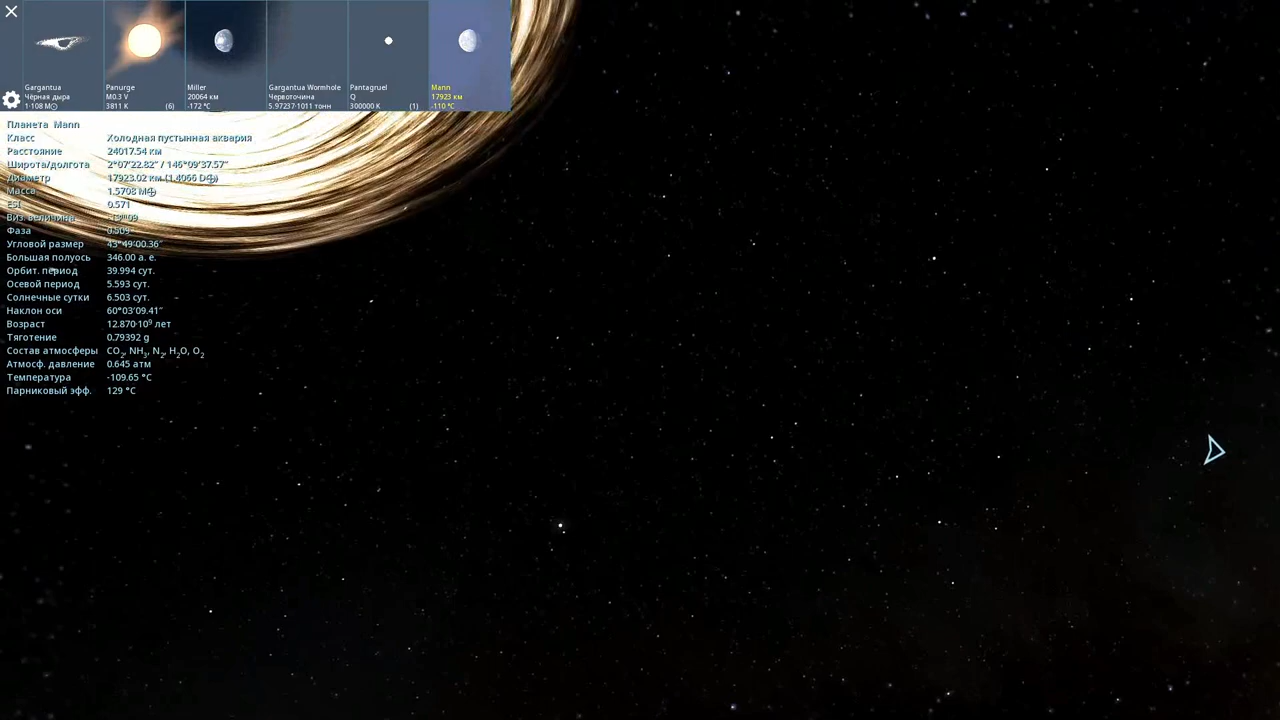 Gargantua
Чёрная дыра
1·108 M⊙
Panurge
M0.3 V
3811 K (6)
Miller
20064 км
-172 °C
Gargantua Wormhole
Червоточина
5.97237·1011 тонн
Pantagruel
Q
300000 K (1)
Mann
17923 км
-110 °C
Планета Mann
Класс Холодная пустынная аквария
Расстояние 24017.54 км
Широта/долгота 2°07'22.82" / 146°09'37.57"
Диаметр 17923.02 км (1.4066 D⊕)
Масса 1.5708 M⊕
ESI 0.571
Виз. величина
Фаза 0.509
Угловой размер 43°49'00.36"
Большая полуось 346.00 а. е.
Орбит. период 39.994 сут.
Осевой период 5.593 сут.
Солнечные сутки 6.503 сут.
Наклон оси 60°03'09.41"
Возраст 12.870·10⁹ лет
Тяготение 0.79392 g
Состав атмосферы CO₂, NH₃, N₂, H₂O, O₂
Атмосф. давление 0.645 атм
Температура -109.65 °C
Парниковый эфф. 129 °C